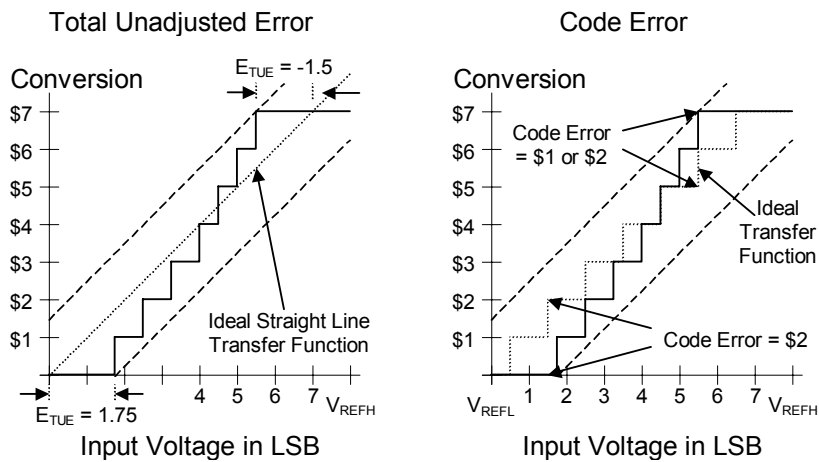 Total Unadjusted Error
E_TUE = -1.5
Conversion
$7
$6
$5
$4
$3
$2
$1
Ideal Straight Line
Transfer Function
4 5 6 7 V_REFH
E_TUE = 1.75
Input Voltage in LSB
Code Error
Conversion
$7
$6
$5
$4
$3
$2
$1
Code Error
= $1 or $2
Ideal
Transfer
Function
Code Error = $2
V_REFL 1 2 3 4 5 6 7 V_REFH
Input Voltage in LSB